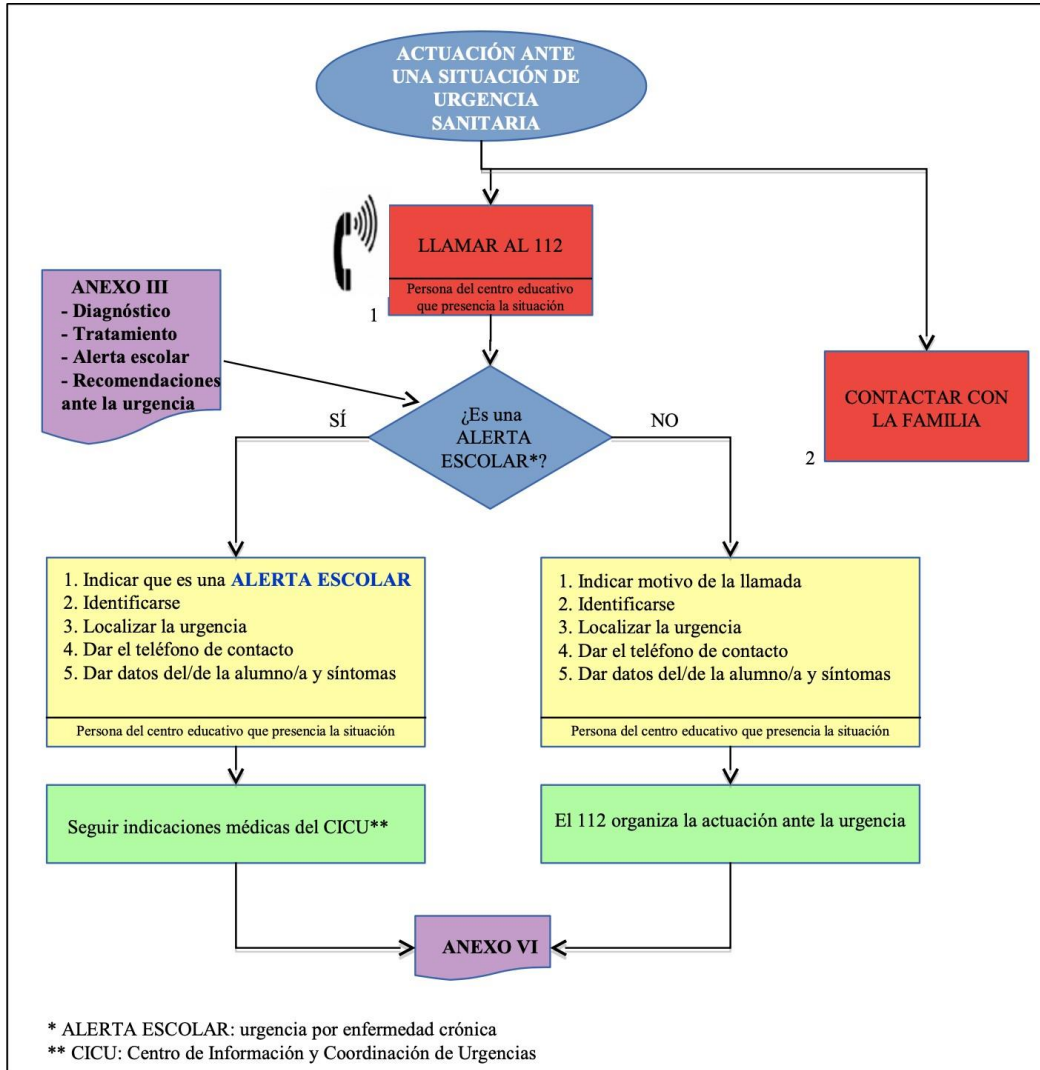 ACTUACIÓN ANTE
UNA SITUACIÓN DE
URGENCIA
SANITARIA
LLAMAR AL 112
Persona del centro educativo
que presencia la situación
1
ANEXO III
- Diagnóstico
- Tratamiento
- Alerta escolar
- Recomendaciones
ante la urgencia
CONTACTAR CON
LA FAMILIA
2
¿Es una
ALERTA
ESCOLAR*?
SÍ
NO
1. Indicar que es una ALERTA ESCOLAR
2. Identificarse
3. Localizar la urgencia
4. Dar el teléfono de contacto
5. Dar datos del/de la alumno/a y síntomas
Persona del centro educativo que presencia la situación
1. Indicar motivo de la llamada
2. Identificarse
3. Localizar la urgencia
4. Dar el teléfono de contacto
5. Dar datos del/de la alumno/a y síntomas
Persona del centro educativo que presencia la situación
Seguir indicaciones médicas del CICU**
El 112 organiza la actuación ante la urgencia
ANEXO VI
* ALERTA ESCOLAR: urgencia por enfermedad crónica
** CICU: Centro de Información y Coordinación de Urgencias